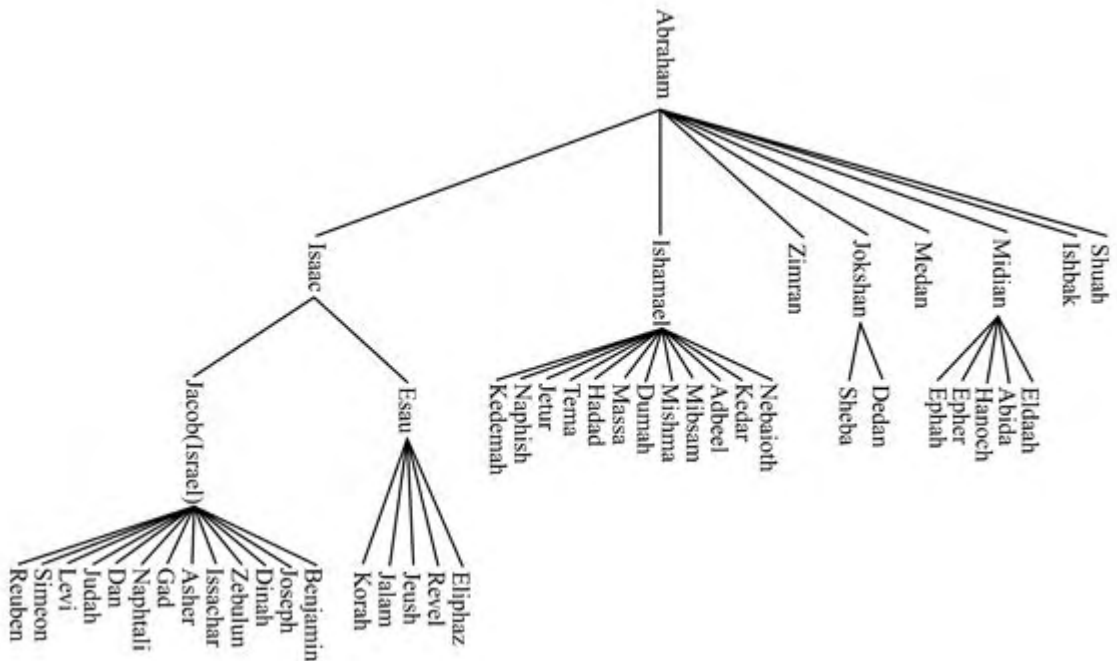 Abraham
Isaac
Ishamael
Zimran
Jokshan
Medan
Midian
Ishbak
Shuah
Jacob(Israel)
Esau
Kedemah
Naphish
Jetur
Tema
Hadad
Massa
Dumah
Mishma
Mibsam
Adbeel
Kedar
Nebaioth
Sheba
Dedan
Ephah
Epher
Hanoch
Abida
Eldaah
Reuben
Simeon
Levi
Judah
Dan
Naphtali
Gad
Asher
Issachar
Zebulun
Dinah
Joseph
Benjamin
Korah
Jalam
Jeush
Revel
Eliphaz